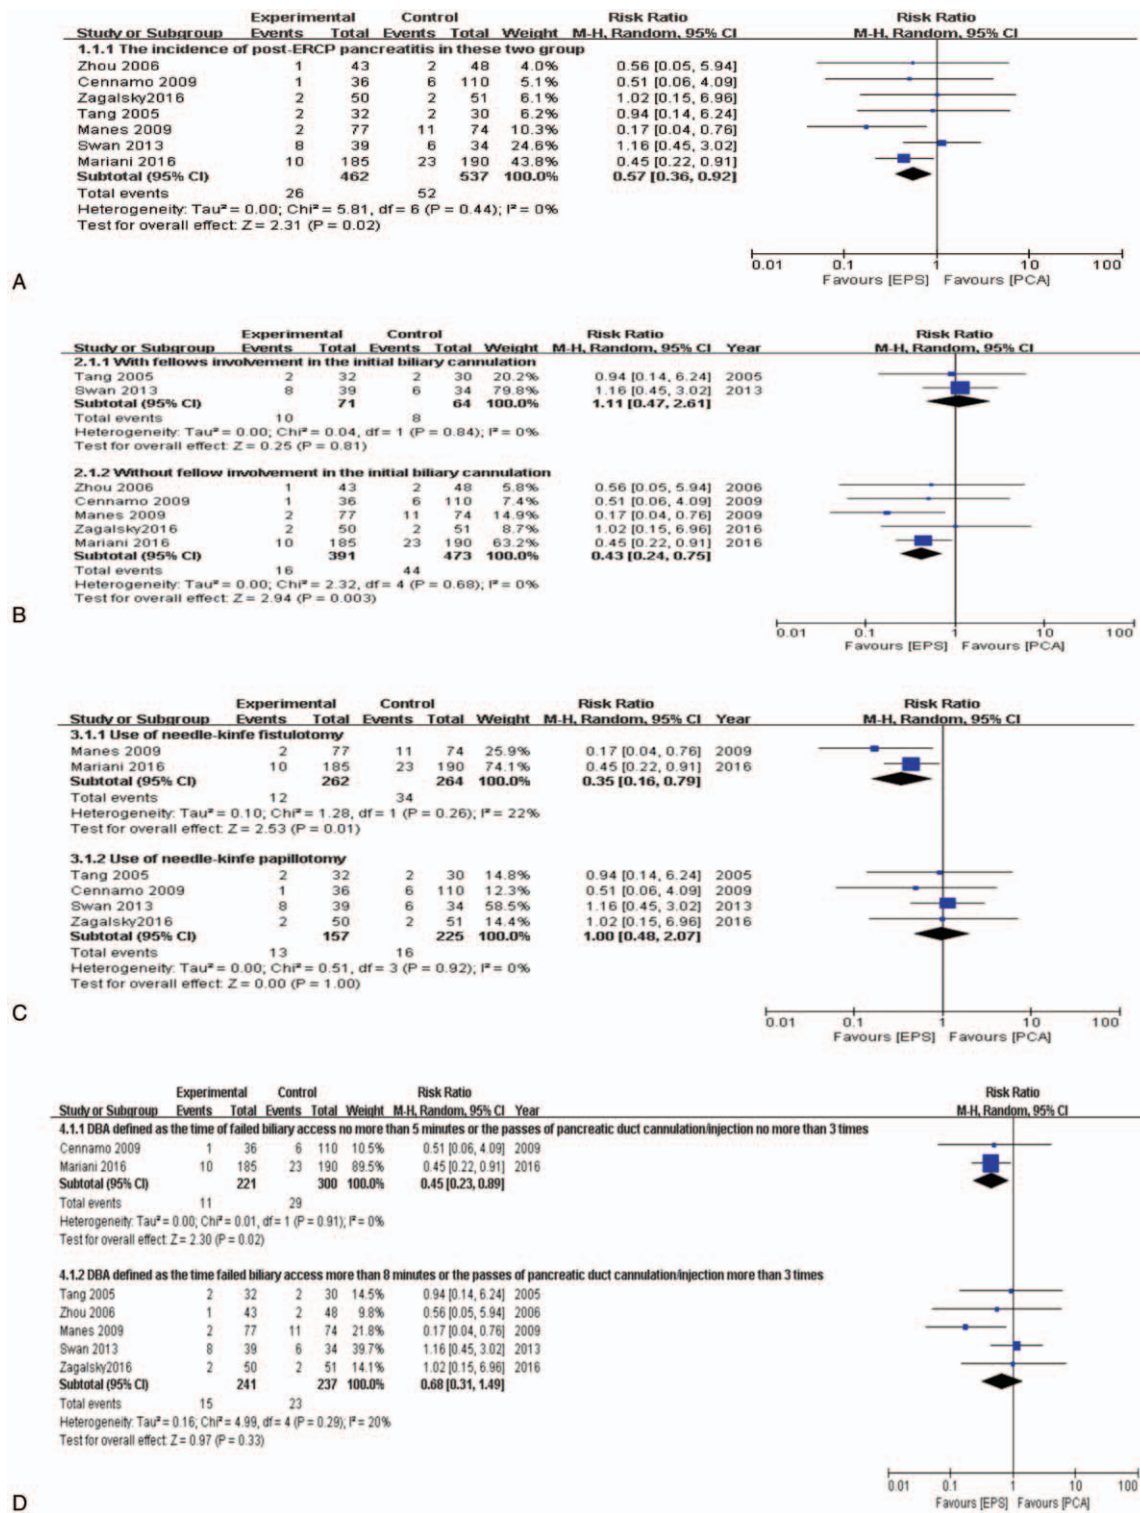 Experimental Control Risk Ratio Risk Ratio
Study or Subgroup Events Total Events Total Weight M-H, Random, 95% CI M-H, Random, 95% CI
1.1.1 The incidence of post-ERCP pancreatitis in these two group
Zhou 2006 1 43 2 48 4.0% 0.56 [0.05, 5.94]
Cennamo 2009 1 36 6 110 5.1% 0.51 [0.06, 4.09]
Zagalsky2016 2 50 2 51 6.1% 1.02 [0.15, 6.96]
Tang 2005 2 32 2 30 6.2% 0.94 [0.14, 6.24]
Manes 2009 2 77 11 74 10.3% 0.17 [0.04, 0.76]
Swan 2013 8 39 6 34 24.6% 1.16 [0.45, 3.02]
Mariani 2016 10 185 23 190 43.8% 0.45 [0.22, 0.91]
Subtotal (95% CI) 462 537 100.0% 0.57 [0.36, 0.92]
Total events 26 52
Heterogeneity: Tau² = 0.00; Chi² = 5.81, df = 6 (P = 0.44); I² = 0%
Test for overall effect: Z = 2.31 (P = 0.02)
0.01 0.1 1 10 100
Favours [EPS] Favours [PCA]
A
Experimental Control Risk Ratio Risk Ratio
Study or Subgroup Events Total Events Total Weight M-H, Random, 95% CI Year M-H, Random, 95% CI
2.1.1 With fellows involvement in the initial biliary cannulation
Tang 2005 2 32 2 30 20.2% 0.94 [0.14, 6.24] 2005
Swan 2013 8 39 6 34 79.8% 1.16 [0.45, 3.02] 2013
Subtotal (95% CI) 71 64 100.0% 1.11 [0.47, 2.61]
Total events 10 8
Heterogeneity: Tau² = 0.00; Chi² = 0.04, df = 1 (P = 0.84); I² = 0%
Test for overall effect: Z = 0.25 (P = 0.81)
2.1.2 Without fellow involvement in the initial biliary cannulation
Zhou 2006 1 43 2 48 5.8% 0.56 [0.05, 5.94] 2006
Cennamo 2009 1 36 6 110 7.4% 0.51 [0.06, 4.09] 2009
Manes 2009 2 77 11 74 14.9% 0.17 [0.04, 0.76] 2009
Zagalsky2016 2 50 2 51 8.7% 1.02 [0.15, 6.96] 2016
Mariani 2016 10 185 23 190 63.2% 0.45 [0.22, 0.91] 2016
Subtotal (95% CI) 391 473 100.0% 0.43 [0.24, 0.75]
Total events 16 44
Heterogeneity: Tau² = 0.00; Chi² = 2.32, df = 4 (P = 0.68); I² = 0%
Test for overall effect: Z = 2.94 (P = 0.003)
0.01 0.1 1 10 100
Favours [EPS] Favours [PCA]
B
Experimental Control Risk Ratio Risk Ratio
Study or Subgroup Events Total Events Total Weight M-H, Random, 95% CI Year M-H, Random, 95% CI
3.1.1 Use of needle-kinfe fistulotomy
Manes 2009 2 77 11 74 25.9% 0.17 [0.04, 0.76] 2009
Mariani 2016 10 185 23 190 74.1% 0.45 [0.22, 0.91] 2016
Subtotal (95% CI) 262 264 100.0% 0.35 [0.16, 0.79]
Total events 12 34
Heterogeneity: Tau² = 0.10; Chi² = 1.28, df = 1 (P = 0.26); I² = 22%
Test for overall effect: Z = 2.53 (P = 0.01)
3.1.2 Use of needle-kinfe papillotomy
Tang 2005 2 32 2 30 14.8% 0.94 [0.14, 6.24] 2005
Cennamo 2009 1 36 6 110 12.3% 0.51 [0.06, 4.09] 2009
Swan 2013 8 39 6 34 58.5% 1.16 [0.45, 3.02] 2013
Zagalsky2016 2 50 2 51 14.4% 1.02 [0.15, 6.96] 2016
Subtotal (95% CI) 157 225 100.0% 1.00 [0.48, 2.07]
Total events 13 16
Heterogeneity: Tau² = 0.00; Chi² = 0.51, df = 3 (P = 0.92); I² = 0%
Test for overall effect: Z = 0.00 (P = 1.00)
0.01 0.1 1 10 100
Favours [EPS] Favours [PCA]
C
Experimental Control Risk Ratio Risk Ratio
Study or Subgroup Events Total Events Total Weight M-H, Random, 95% CI Year M-H, Random, 95% CI
4.1.1 DBA defined as the time of failed biliary access no more than 5 minutes or the passes of pancreatic duct cannulation/injection no more than 3 times
Cennamo 2009 1 36 6 110 10.5% 0.51 [0.06, 4.09] 2009
Mariani 2016 10 185 23 190 89.5% 0.45 [0.22, 0.91] 2016
Subtotal (95% CI) 221 300 100.0% 0.45 [0.23, 0.89]
Total events 11 29
Heterogeneity: Tau² = 0.00; Chi² = 0.01, df = 1 (P = 0.91); I² = 0%
Test for overall effect: Z = 2.30 (P = 0.02)
4.1.2 DBA defined as the time failed biliary access more than 8 minutes or the passes of pancreatic duct cannulation/injection more than 3 times
Tang 2005 2 32 2 30 14.5% 0.94 [0.14, 6.24] 2005
Zhou 2006 1 43 2 48 9.8% 0.56 [0.05, 5.94] 2006
Manes 2009 2 77 11 74 21.8% 0.17 [0.04, 0.76] 2009
Swan 2013 8 39 6 34 39.7% 1.16 [0.45, 3.02] 2013
Zagalsky2016 2 50 2 51 14.1% 1.02 [0.15, 6.96] 2016
Subtotal (95% CI) 241 237 100.0% 0.68 [0.31, 1.49]
Total events 15 23
Heterogeneity: Tau² = 0.16; Chi² = 4.99, df = 4 (P = 0.29); I² = 20%
Test for overall effect: Z = 0.97 (P = 0.33)
0.01 0.1 1 10 100
Favours [EPS] Favours [PCA]
D